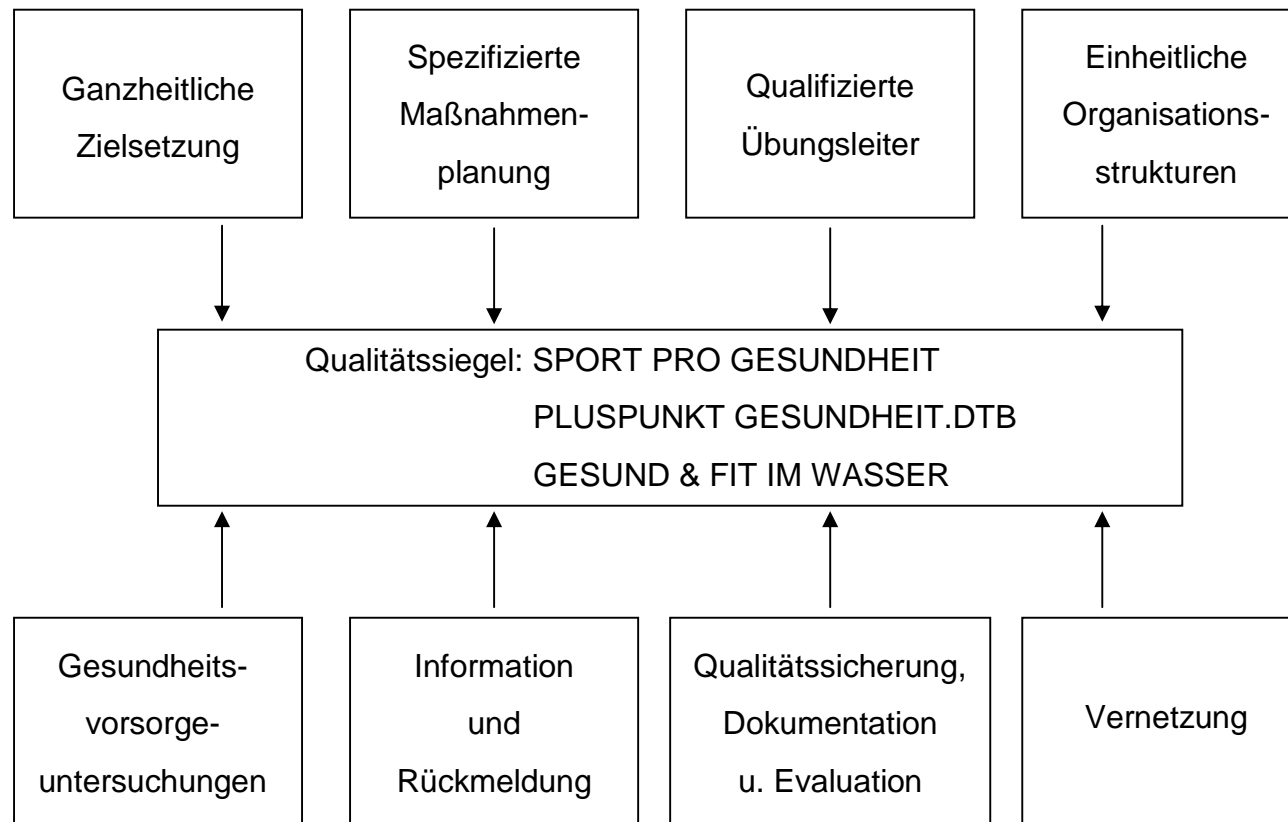 Ganzheitliche
Zielsetzung
Spezifizierte
Maßnahmen-
planung
Qualifizierte
Übungsleiter
Einheitliche
Organisations-
strukturen
Qualitätssiegel: SPORT PRO GESUNDHEIT
PLUSPUNKT GESUNDHEIT.DTB
GESUND & FIT IM WASSER
Gesundheits-
vorsorge-
untersuchungen
Information
und
Rückmeldung
Qualitätssicherung,
Dokumentation
u. Evaluation
Vernetzung